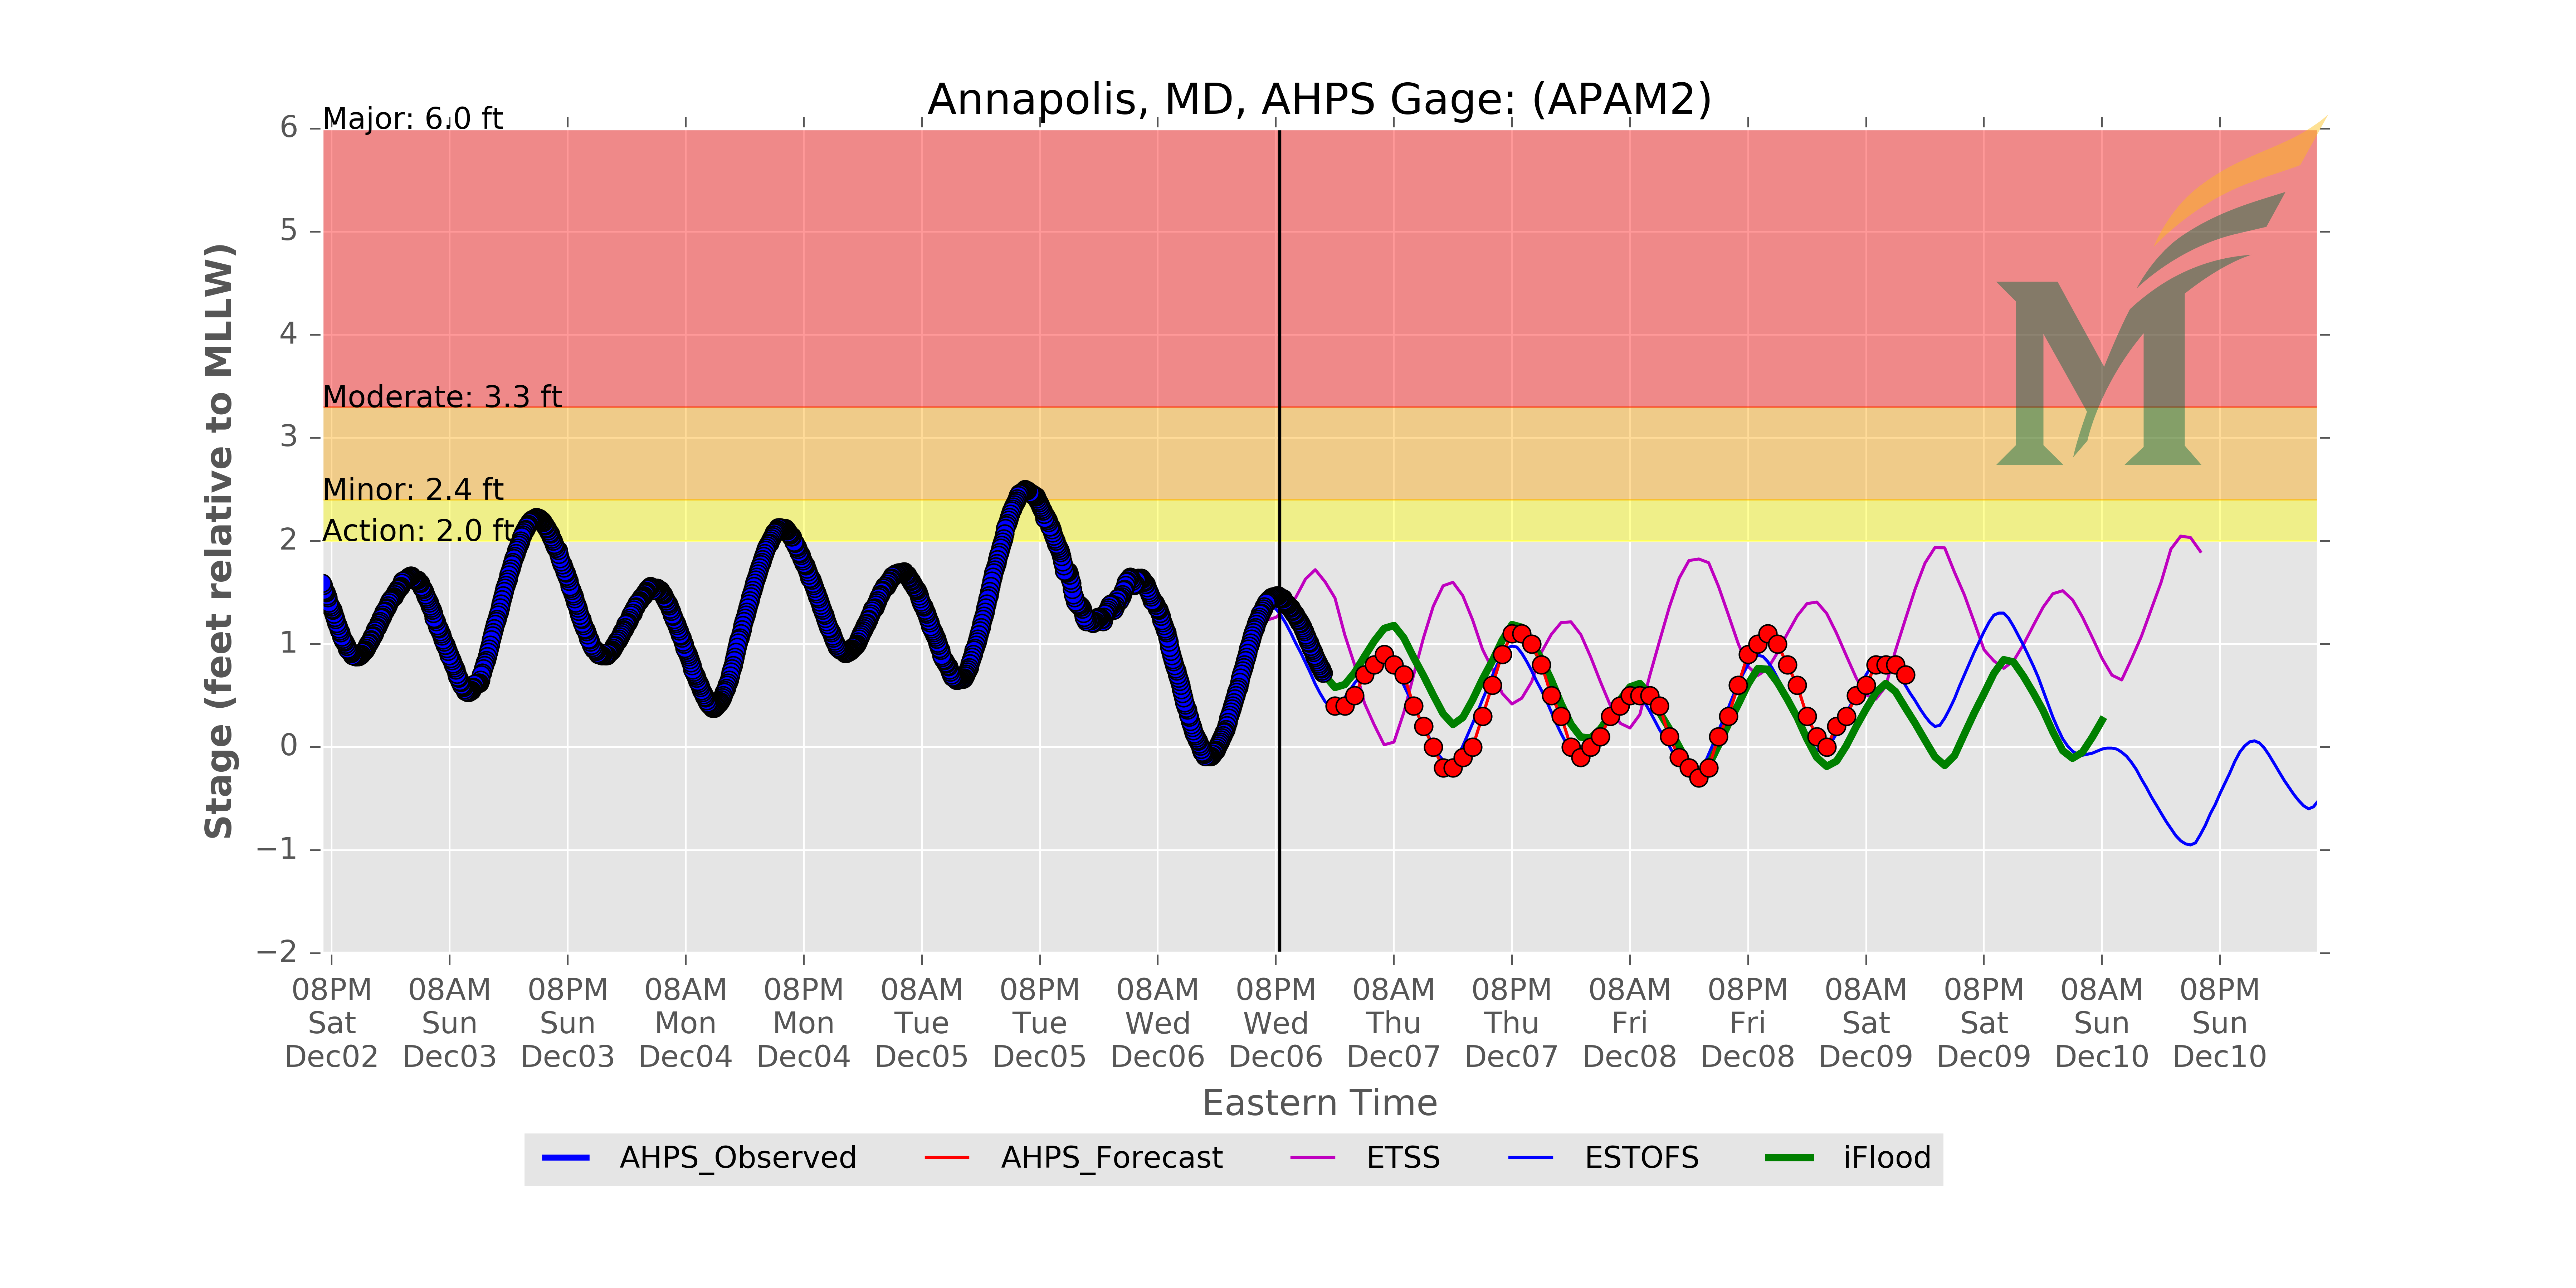 Annapolis, MD, AHPS Gage: (APAM2)
Major: 6.0 ft
Moderate: 3.3 ft
Minor: 2.4 ft
Action: 2.0 ft
6
5
4
3
2
1
0
−1
−2
Stage (feet relative to MLLW)
08PM 08AM 08PM 08AM 08PM 08AM 08PM 08AM 08PM 08AM 08PM 08AM 08PM 08AM 08PM 08AM 08PM
Sat Sun Sun Mon Mon Tue Tue Wed Wed Thu Thu Fri Fri Sat Sat Sun Sun
Dec02 Dec03 Dec03 Dec04 Dec04 Dec05 Dec05 Dec06 Dec06 Dec07 Dec07 Dec08 Dec08 Dec09 Dec09 Dec10 Dec10
Eastern Time
AHPS_Observed AHPS_Forecast ETSS ESTOFS iFlood
M